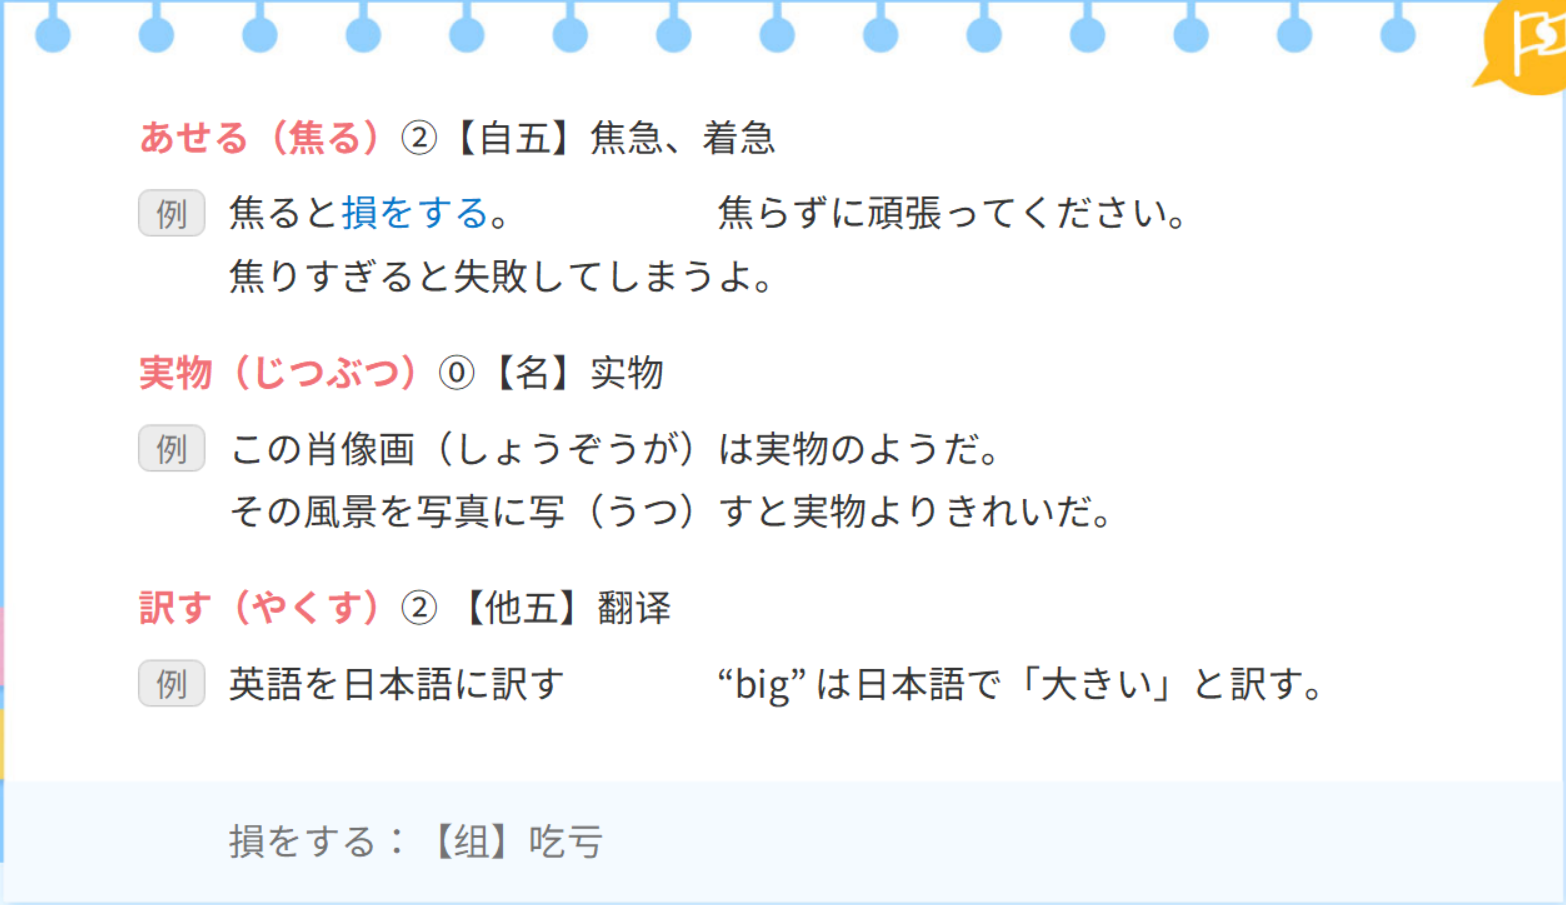 あせる（焦る）②【自五】焦急、着急
例 焦ると損をする。 焦らずに頑張ってください。
焦りすぎると失敗してしまうよ。
実物（じつぶつ）⓪【名】实物
例 この肖像画（しょうぞうが）は実物のようだ。
その風景を写真に写（うつ）すと実物よりきれいだ。
訳す（やくす）② 【他五】翻译
例 英語を日本語に訳す “big” は日本語で「大きい」と訳す。
損をする：【组】吃亏